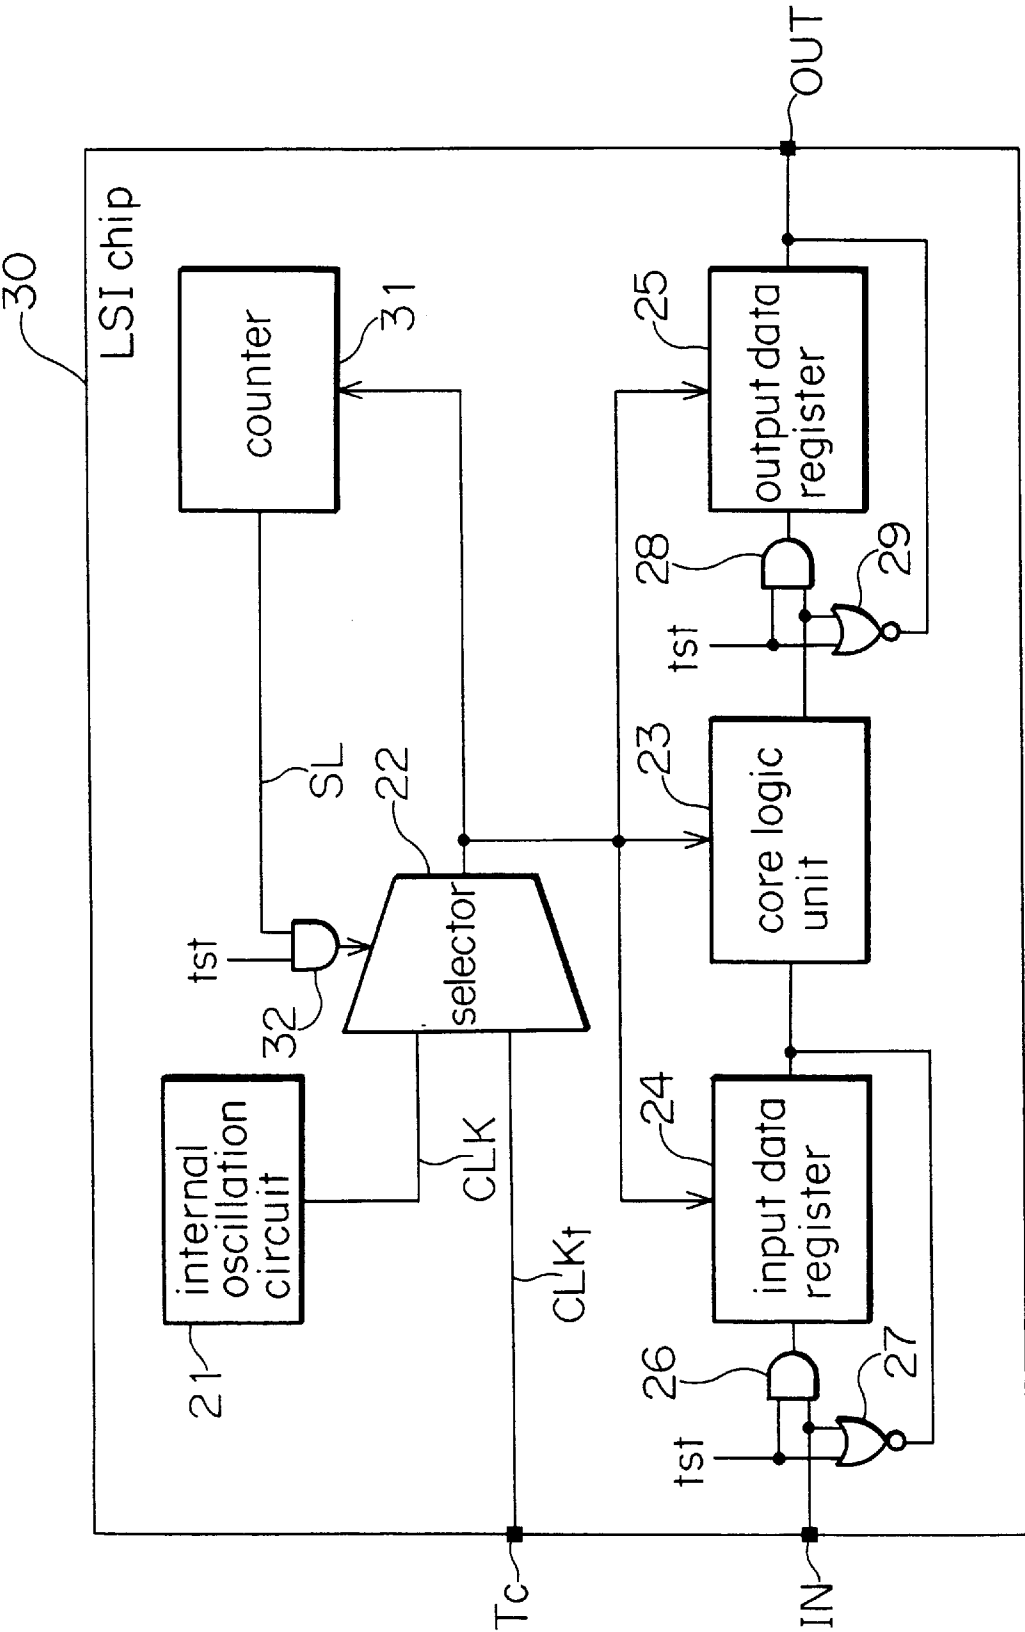 30
LSI chip
internal
oscillation
circuit
21
tst
32
SL
counter
31
selector
22
CLK
CLKt
Tc
tst
26
27
input data
register
24
core logic
unit
23
tst
28
29
output data
register
25
IN
OUT